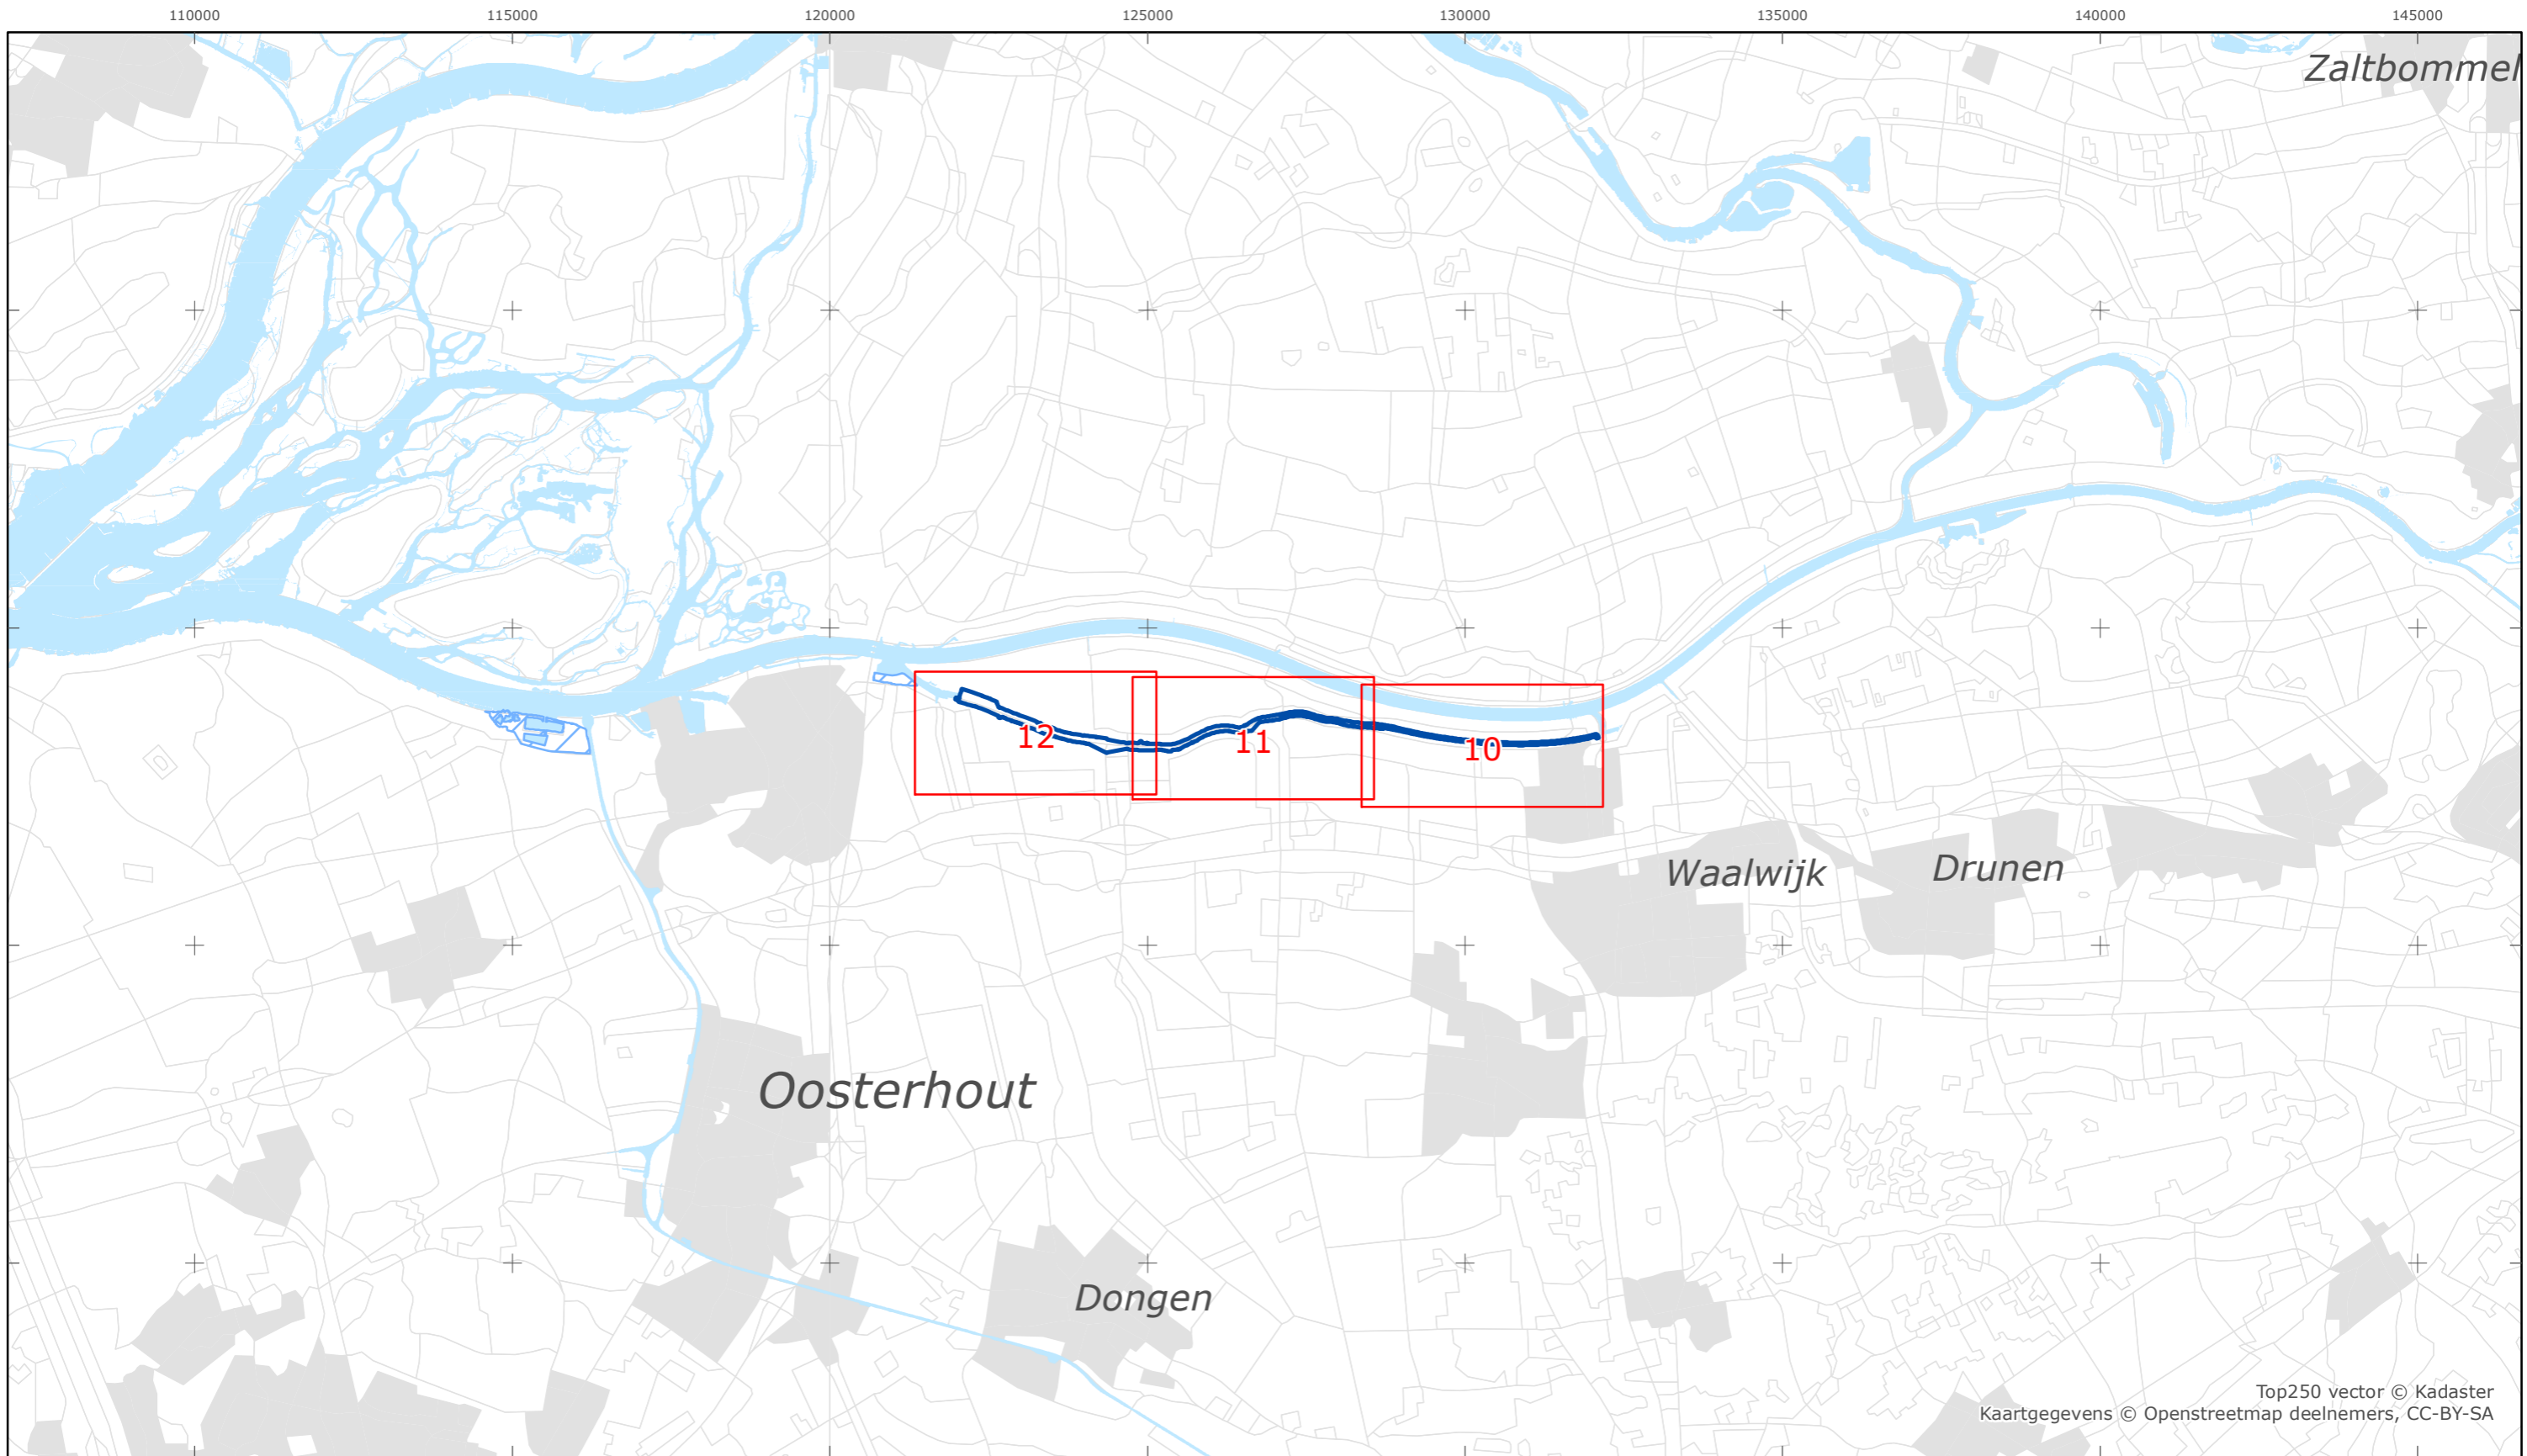 110000 115000 120000 125000 130000 135000 140000 145000
Zaltbommel
12
11
10
Waalwijk
Drunen
Oosterhout
Dongen
Top250 vector © Kadaster
Kaartgegevens © Openstreetmap deelnemers, CC-BY-SA